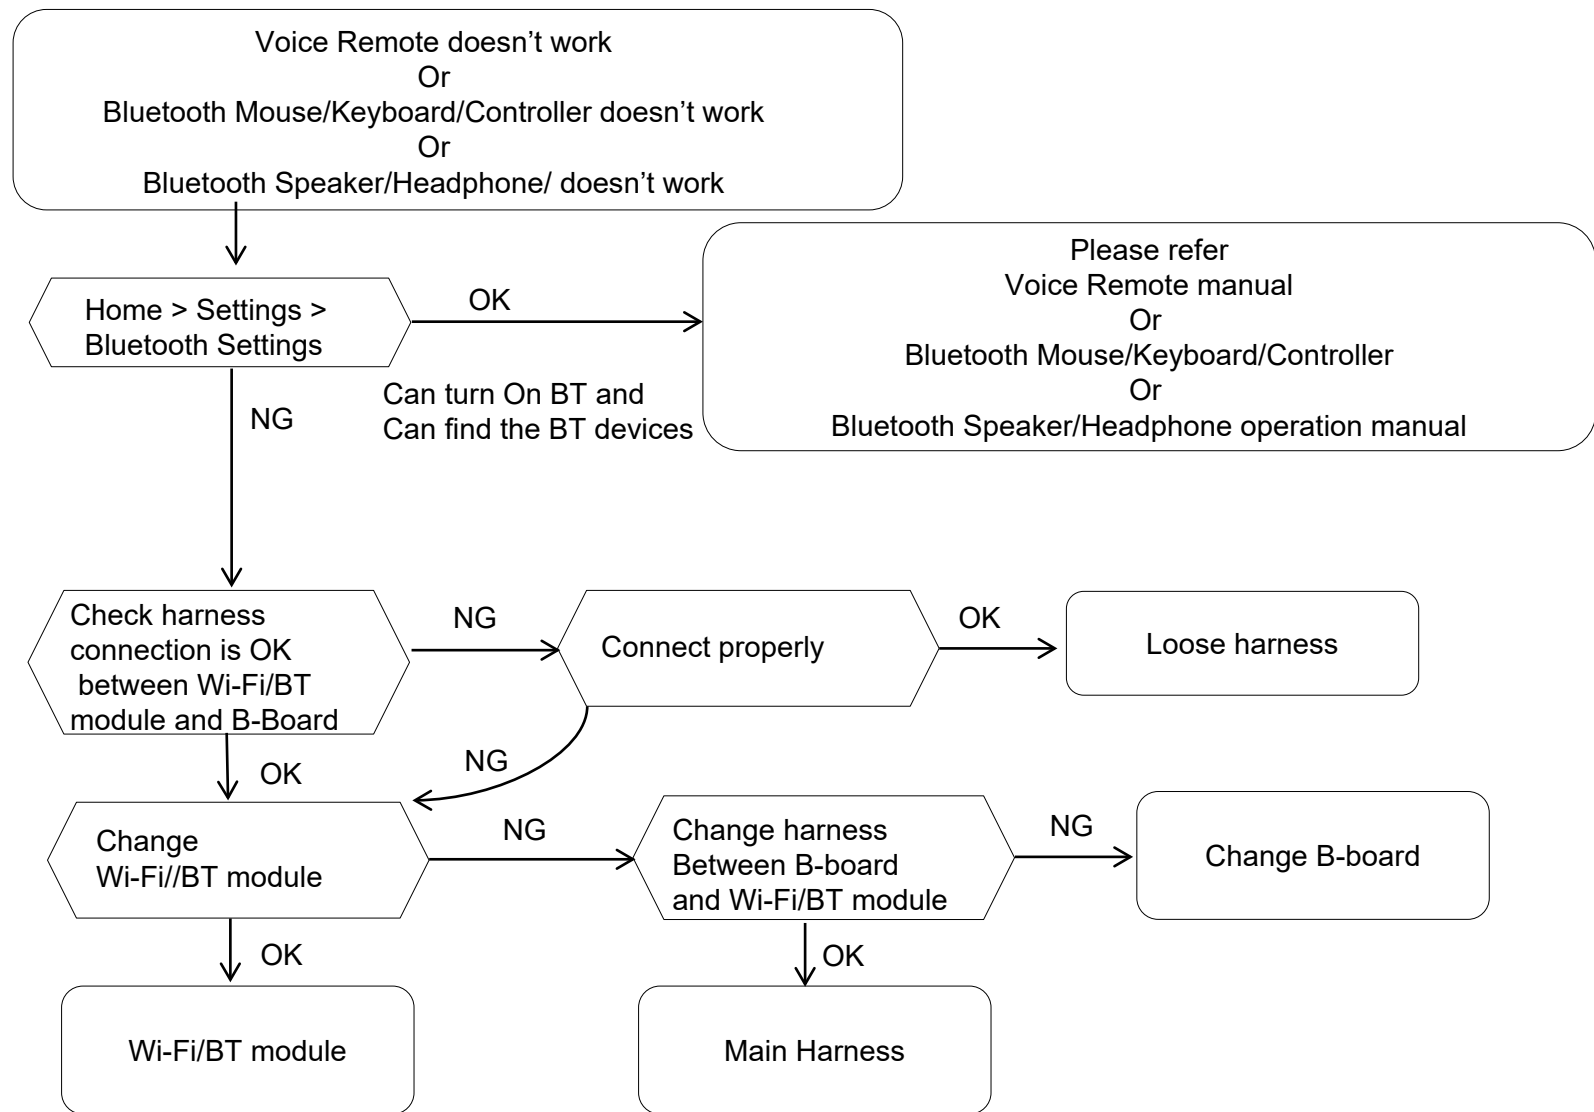 Voice Remote doesn’t work
Or
Bluetooth Mouse/Keyboard/Controller doesn’t work
Or
Bluetooth Speaker/Headphone/ doesn’t work
Home > Settings >
Bluetooth Settings
OK
Please refer
Voice Remote manual
Or
Bluetooth Mouse/Keyboard/Controller
Or
Bluetooth Speaker/Headphone operation manual
Can turn On BT and
Can find the BT devices
NG
Check harness
connection is OK
between Wi-Fi/BT
module and B-Board
NG
Connect properly
OK
Loose harness
NG
OK
Change
Wi-Fi//BT module
NG
Change harness
Between B-board
and Wi-Fi/BT module
NG
Change B-board
OK
OK
Wi-Fi/BT module
Main Harness